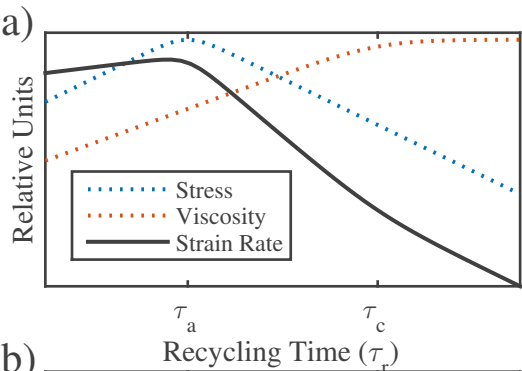 a)
Relative Units
Stress
Viscosity
Strain Rate
τa τc
Recycling Time (τr)
b)